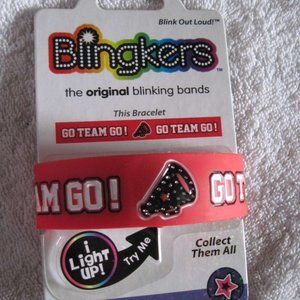 Blink Out Loud!™
Blingkers™
the original blinking bands
This Bracelet
GO TEAM GO! GO TEAM GO!
AM GO! GO T
i Light UP!
Try Me
Collect
Them All